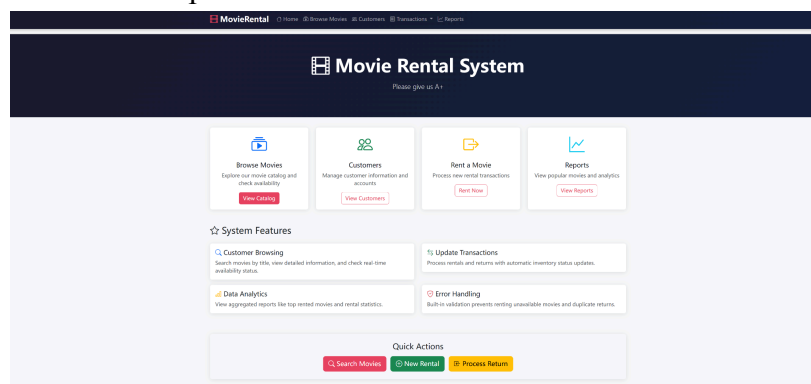 MovieRental Home Browse Movies Customers Transactions Reports
Movie Rental System
Please give us A+
Browse Movies
Explore our movie catalog and
check availability
View Catalog
Customers
Manage customer information and
accounts
View Customers
Rent a Movie
Process new rental transactions
Rent Now
Reports
View popular movies and analytics
View Reports
System Features
Customer Browsing
Search movies by title, view detailed information, and check real-time
availability status.
Update Transactions
Process rentals and returns with automatic inventory status updates.
Data Analytics
View aggregated reports like top rented movies and rental statistics.
Error Handling
Built-in validation prevents renting unavailable movies and duplicate returns.
Quick Actions
Search Movies New Rental Process Return